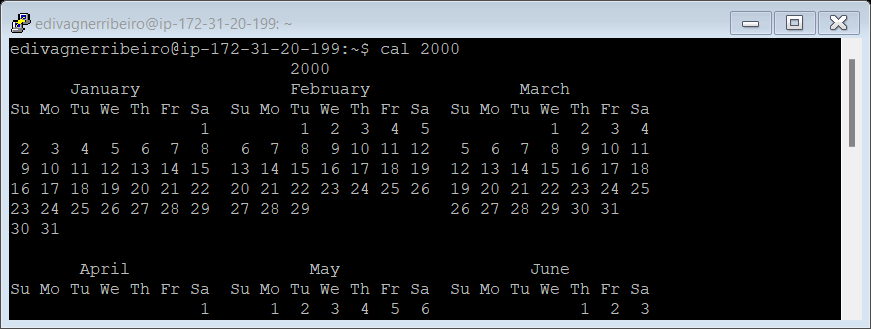 edivagnerribeiro@ip-172-31-20-199: ~
edivagnerribeiro@ip-172-31-20-199:~$ cal 2000
                            2000
      January               February               March
Su Mo Tu We Th Fr Sa  Su Mo Tu We Th Fr Sa  Su Mo Tu We Th Fr Sa
                   1         1  2  3  4  5            1  2  3  4
 2  3  4  5  6  7  8   6  7  8  9 10 11 12   5  6  7  8  9 10 11
 9 10 11 12 13 14 15  13 14 15 16 17 18 19  12 13 14 15 16 17 18
16 17 18 19 20 21 22  20 21 22 23 24 25 26  19 20 21 22 23 24 25
23 24 25 26 27 28 29  27 28 29              26 27 28 29 30 31
30 31
       April                  May                   June
Su Mo Tu We Th Fr Sa  Su Mo Tu We Th Fr Sa  Su Mo Tu We Th Fr Sa
                   1      1  2  3  4  5  6               1  2  3